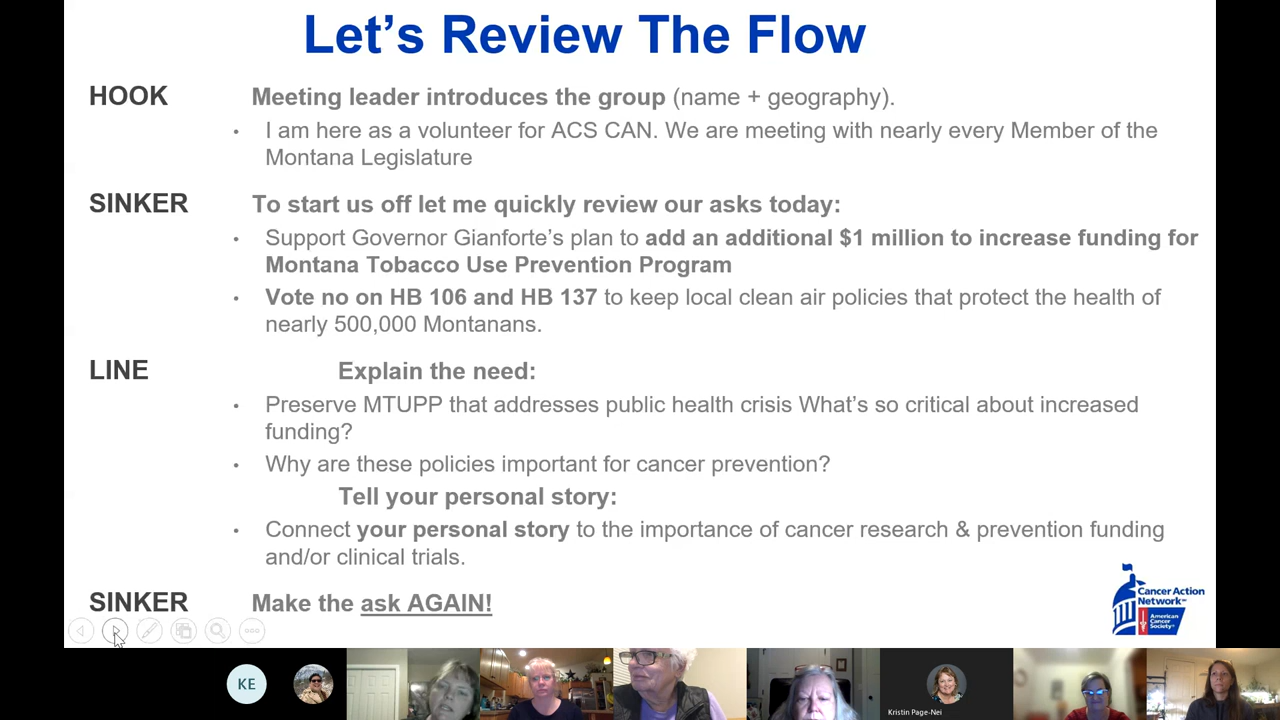 Let's Review The Flow
HOOK Meeting leader introduces the group (name + geography).
• I am here as a volunteer for ACS CAN. We are meeting with nearly every Member of the
Montana Legislature
SINKER To start us off let me quickly review our asks today:
• Support Governor Gianforte's plan to add an additional $1 million to increase funding for
Montana Tobacco Use Prevention Program
• Vote no on HB 106 and HB 137 to keep local clean air policies that protect the health of
nearly 500,000 Montanans.
LINE Explain the need:
• Preserve MTUPP that addresses public health crisis What's so critical about increased
funding?
• Why are these policies important for cancer prevention?
Tell your personal story:
• Connect your personal story to the importance of cancer research & prevention funding
and/or clinical trials.
SINKER Make the ask AGAIN!
Cancer Action
Network℠
American
Cancer
Society®
KE
Kristin Page-Nei